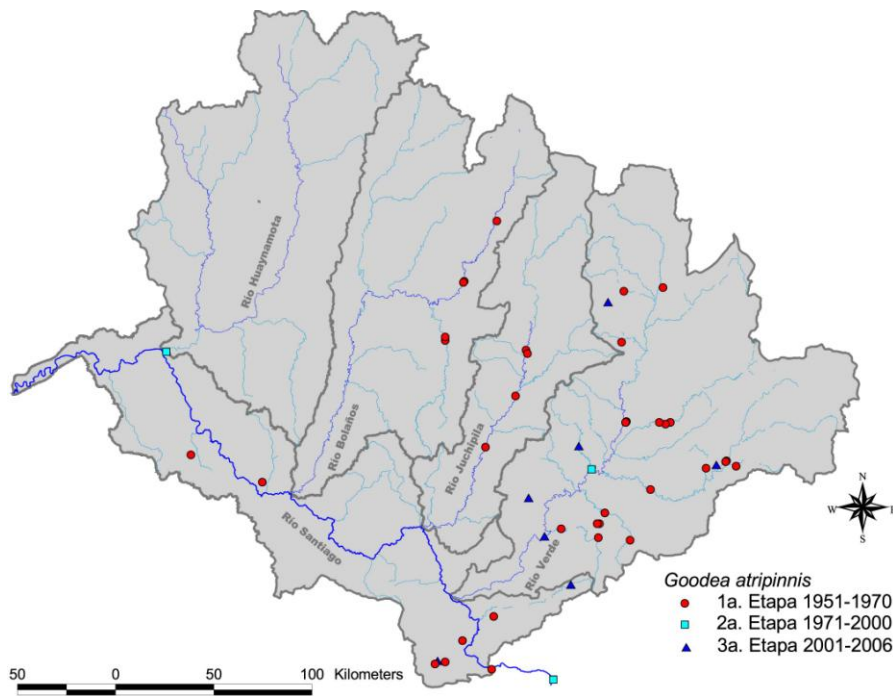 Río Huaynamota
Río Bolaños
Río Juchipila
Río Santiago
Río Verde
N
W
S
Goodea atripinnis
1a. Etapa 1951-1970
2a. Etapa 1971-2000
3a. Etapa 2001-2006
50 0 50 100 Kilometers